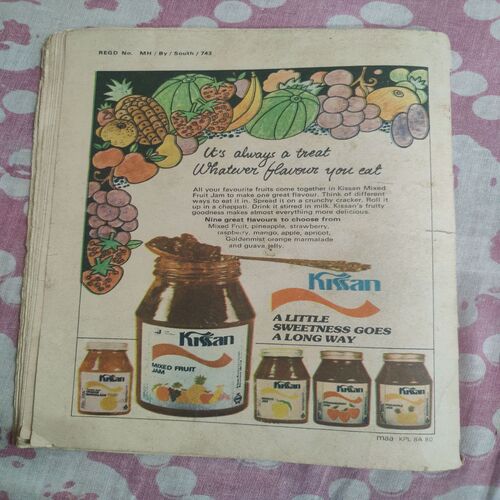 REGD No. MH / By / South / 743
It's always a treat
Whatever flavour you eat
All your favourite fruits come together in Kissan Mixed
Fruit Jam to make one great flavour. Think of different
ways to eat it in. Spread it on a crunchy cracker. Roll it
up in a chappati. Drink it stirred in milk. Kissan's fruity
goodness makes almost everything more delicious.
Nine great flavours to choose from
Mixed Fruit, pineapple, strawberry,
raspberry, mango, apple, apricot,
Goldenmist orange marmalade
and guava jelly.
Kissan
A LITTLE
SWEETNESS GOES
A LONG WAY
Kissan
MIXED FRUIT
JAM
Kissan
Kissan
Kissan
Kissan
maa KPL 8A 80